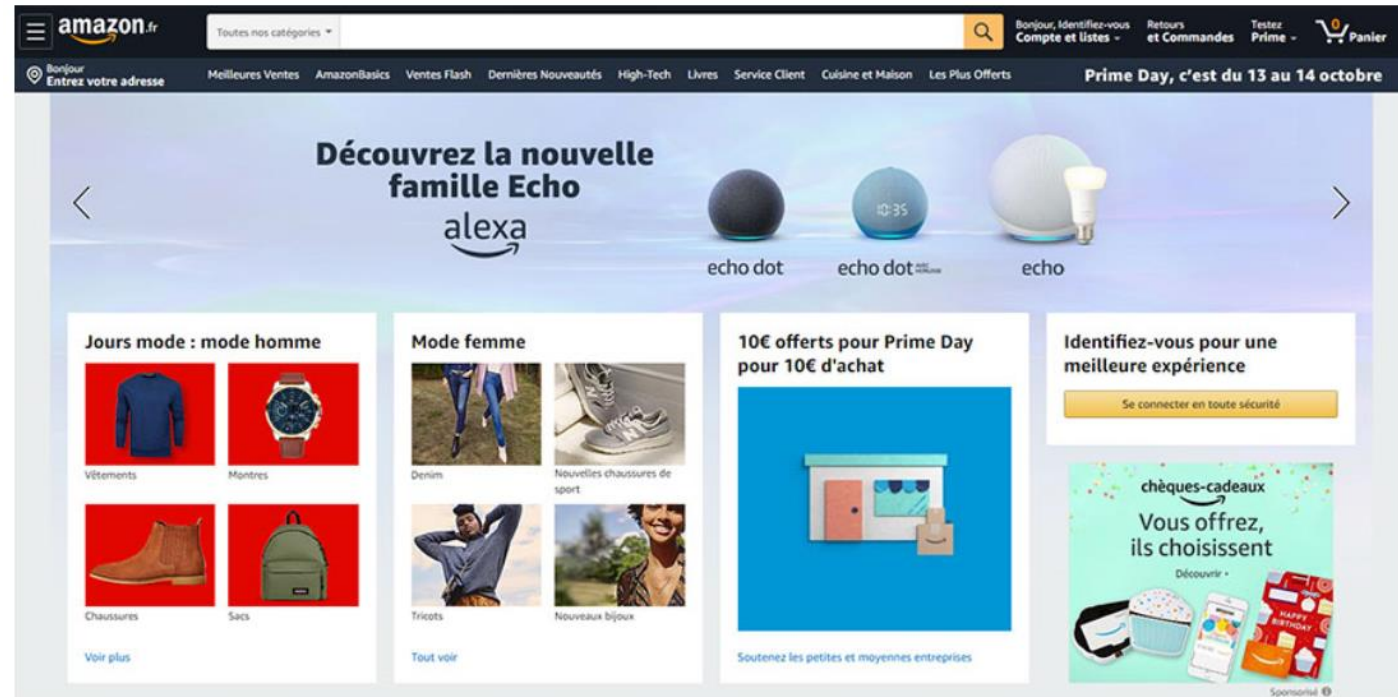 amazon.fr
Toutes nos catégories
Bonjour, Identifiez-vous
Compte et listes
Retours
et Commandes
Testez
Prime
0
Panier
Bonjour
Entrez votre adresse
Meilleures Ventes AmazonBasics Ventes Flash Dernières Nouveautés High-Tech Livres Service Client Cuisine et Maison Les Plus Offerts
Prime Day, c'est du 13 au 14 octobre
Découvrez la nouvelle
famille Echo
alexa
10:35
echo dot
echo dot
echo
Jours mode : mode homme
Vêtements
Montres
Chaussures
Sacs
Voir plus
Mode femme
Denim
Nouvelles chaussures de
sport
Tricots
Nouveaux bijoux
Tout voir
10€ offerts pour Prime Day
pour 10€ d'achat
Soutenez les petites et moyennes entreprises
Identifiez-vous pour une
meilleure expérience
Se connecter en toute sécurité
chèques-cadeaux
Vous offrez,
ils choisissent
Découvrir
HAPPY
BIRTHDAY
Sponsorisé